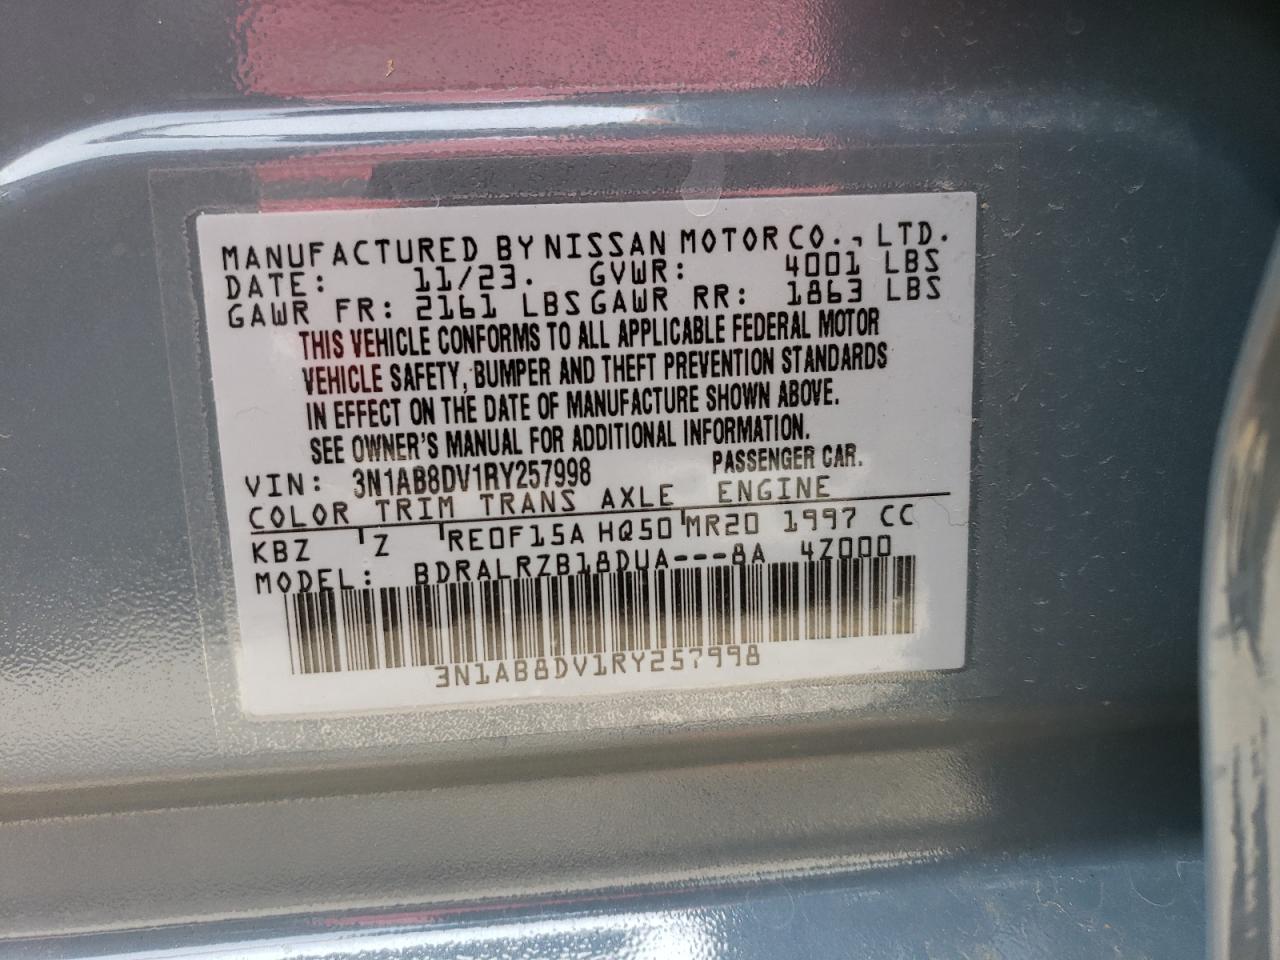 MANUFACTURED BY NISSAN MOTOR CO., LTD.
DATE: 11/23. GVWR: 4001 LBS
GAWR FR: 2161 LBS GAWR RR: 1863 LBS
THIS VEHICLE CONFORMS TO ALL APPLICABLE FEDERAL MOTOR
VEHICLE SAFETY, BUMPER AND THEFT PREVENTION STANDARDS
IN EFFECT ON THE DATE OF MANUFACTURE SHOWN ABOVE.
SEE OWNER'S MANUAL FOR ADDITIONAL INFORMATION.
VIN: 3N1AB8DV1RY257998 PASSENGER CAR.
COLOR TRIM TRANS AXLE ENGINE
KBZ Z RE0F15A HQ50 MR20 1997 CC
MODEL: BDRALRZB18DUA---8A 4Z000
3N1AB8DV1RY257998